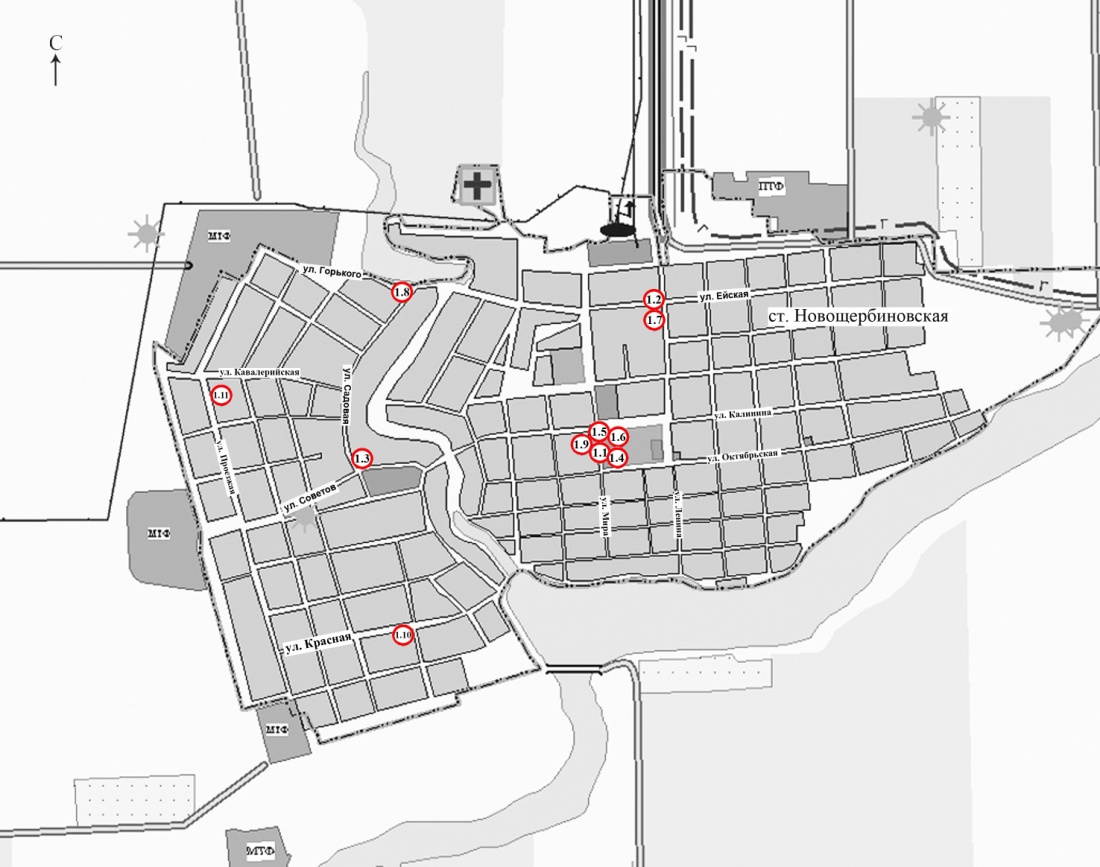 С
ПТФ
МТФ
Г
ул. Горького
1.8
1.2
ул. Ейская
Г
1.7
ст. Новощербиновская
ул. Кавалерийская
1.11
ул. Садовая
ул. Калинина
1.5
1.6
1.9
1.1
1.4
ул. Октябрьская
1.3
ул. Проезжая
ул. Советов
ул. Мира
ул. Ленина
МТФ
ул. Красная
1.10
МТФ
МТФ